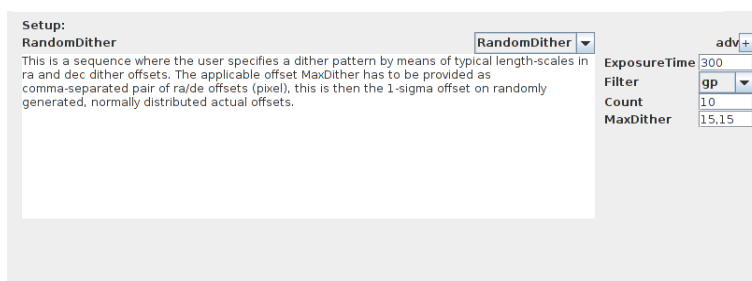 Setup:
RandomDither RandomDither adv +
This is a sequence where the user specifies a dither pattern by means of typical length-scales in
ra and dec dither offsets. The applicable offset MaxDither has to be provided as
comma-separated pair of ra/de offsets (pixel), this is then the 1-sigma offset on randomly
generated, normally distributed actual offsets.
ExposureTime 300
Filter gp
Count 10
MaxDither 15,15